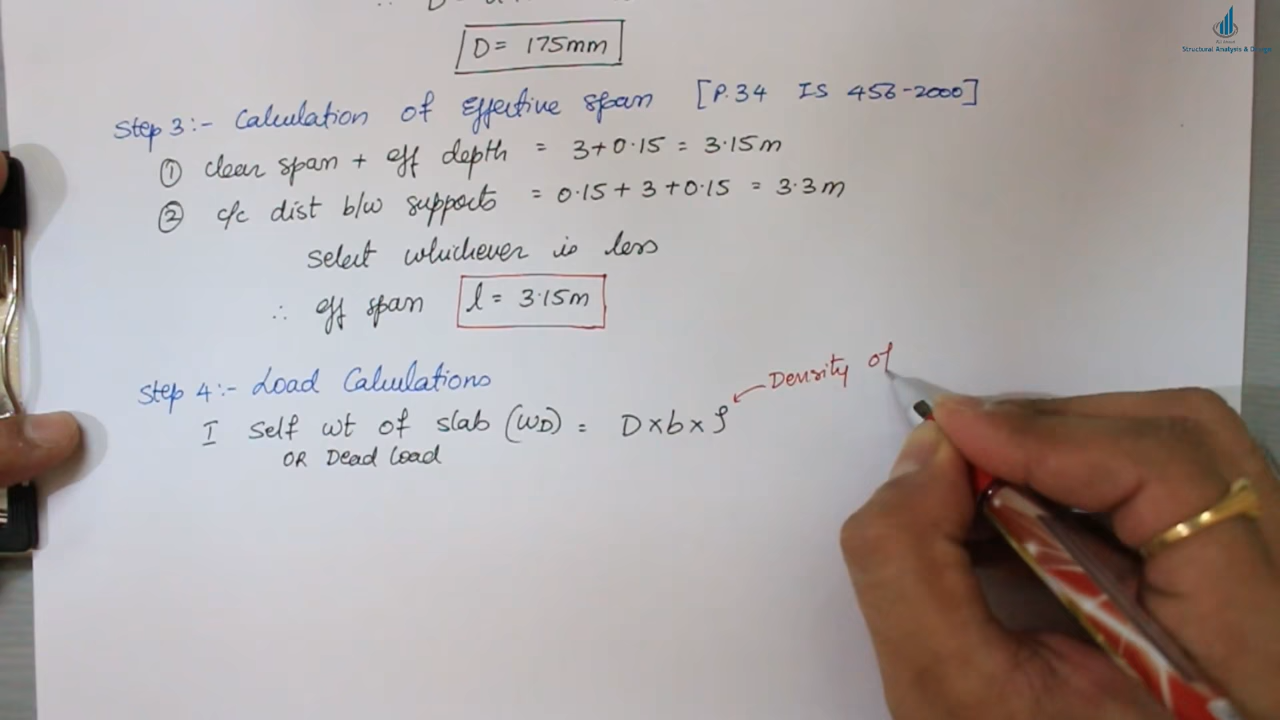 D = 175mm
Step 3:- Calculation of Effective span [P.34 IS 456-2000]
① clear span + eff depth = 3+0.15 = 3.15m
② c/c dist b/w supports = 0.15 + 3 + 0.15 = 3.3m
Select whichever is less
∴ eff span l = 3.15m
Step 4:- Load Calculations
Density of
I Self wt of slab (WD) = D×b×ρ
OR Dead Load
Structural Analysis & Design